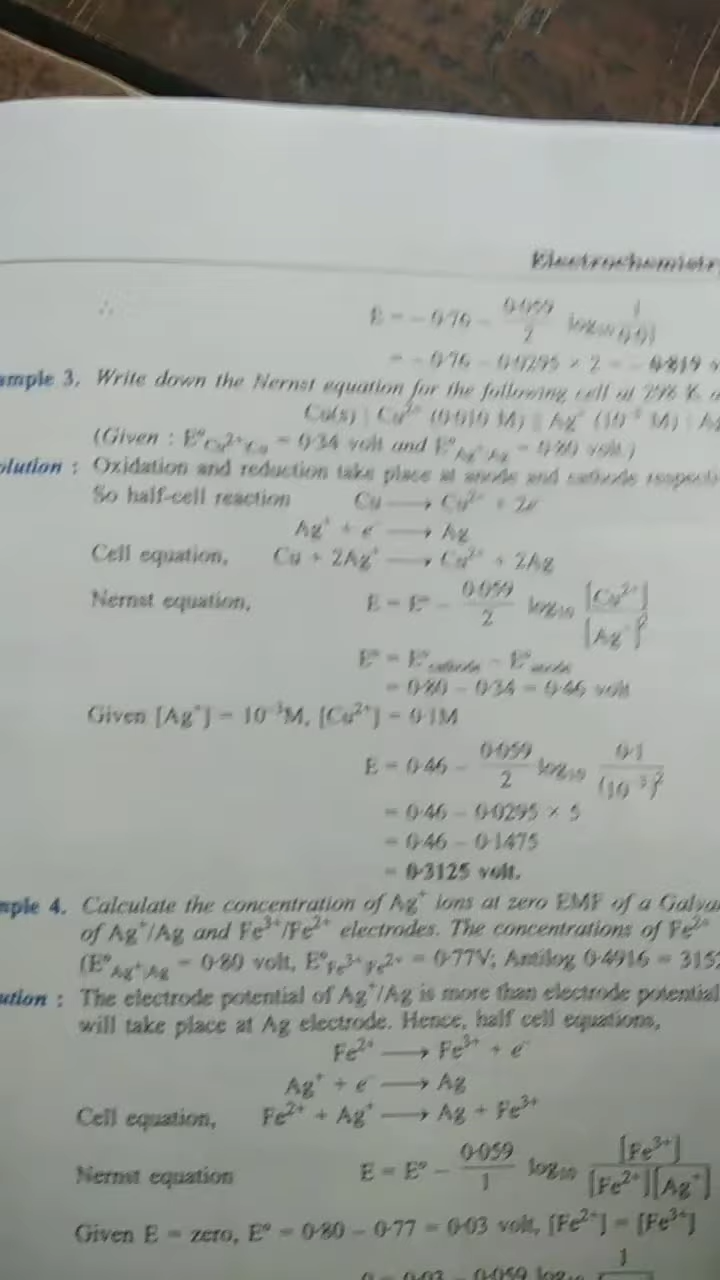 Electrochemistry
∴ E = – 0·76 – 0·059/2 log₁₀ 1/0·01
= – 0·76 – 0·0295 × 2 = – 0·819
ample 3. Write down the Nernst equation for the following cell at 298 K
Cu(s) | Cu²⁺ || Ag⁺
(Given : E°Cu²⁺/Cu = 0·34 volt and E°Ag⁺/Ag = 0·80 volt.)
olution : Oxidation and reduction take place at anode and cathode
So half-cell reaction Cu ⟶ Cu²⁺ + 2e⁻
Ag⁺ + e⁻ ⟶ Ag
Cell equation, Cu + 2Ag⁺ ⟶ Cu²⁺ + 2Ag
Nernst equation, E = E° – 0·059/2 log₁₀ [Cu²⁺]/[Ag⁺]²
E° = E°cathode – E°anode
= 0·80 – 0·34 = 0·46 volt
Given [Ag⁺] = 10⁻³M, [Cu²⁺] = 0·1M
E = 0·46 – 0·059/2 log₁₀ 0·1/(10⁻³)²
= 0·46 – 0·0295 × 5
= 0·46 – 0·1475
= 0·3125 volt.
mple 4. Calculate the concentration of Ag⁺ ions at zero EMF of a
of Ag⁺/Ag and Fe³⁺/Fe²⁺ electrodes. The concentrations of Fe²⁺
(E°Ag⁺/Ag = 0·80 volt, E°Fe³⁺/Fe²⁺ = 0·77V; Antilog 0·4916 = 315
ution : The electrode potential of Ag⁺/Ag is more than electrode potential
will take place at Ag electrode. Hence, half cell equations,
Fe²⁺ ⟶ Fe³⁺ + e⁻
Ag⁺ + e⁻ ⟶ Ag
Cell equation, Fe²⁺ + Ag⁺ ⟶ Ag + Fe³⁺
Nernst equation E = E° – 0·059/1 log₁₀ [Fe³⁺]/[Fe²⁺][Ag⁺]
Given E = zero, E° = 0·80 – 0·77 = 0·03 volt, [Fe²⁺] = [Fe³⁺]
0·03 0·059 log₁₀ 1